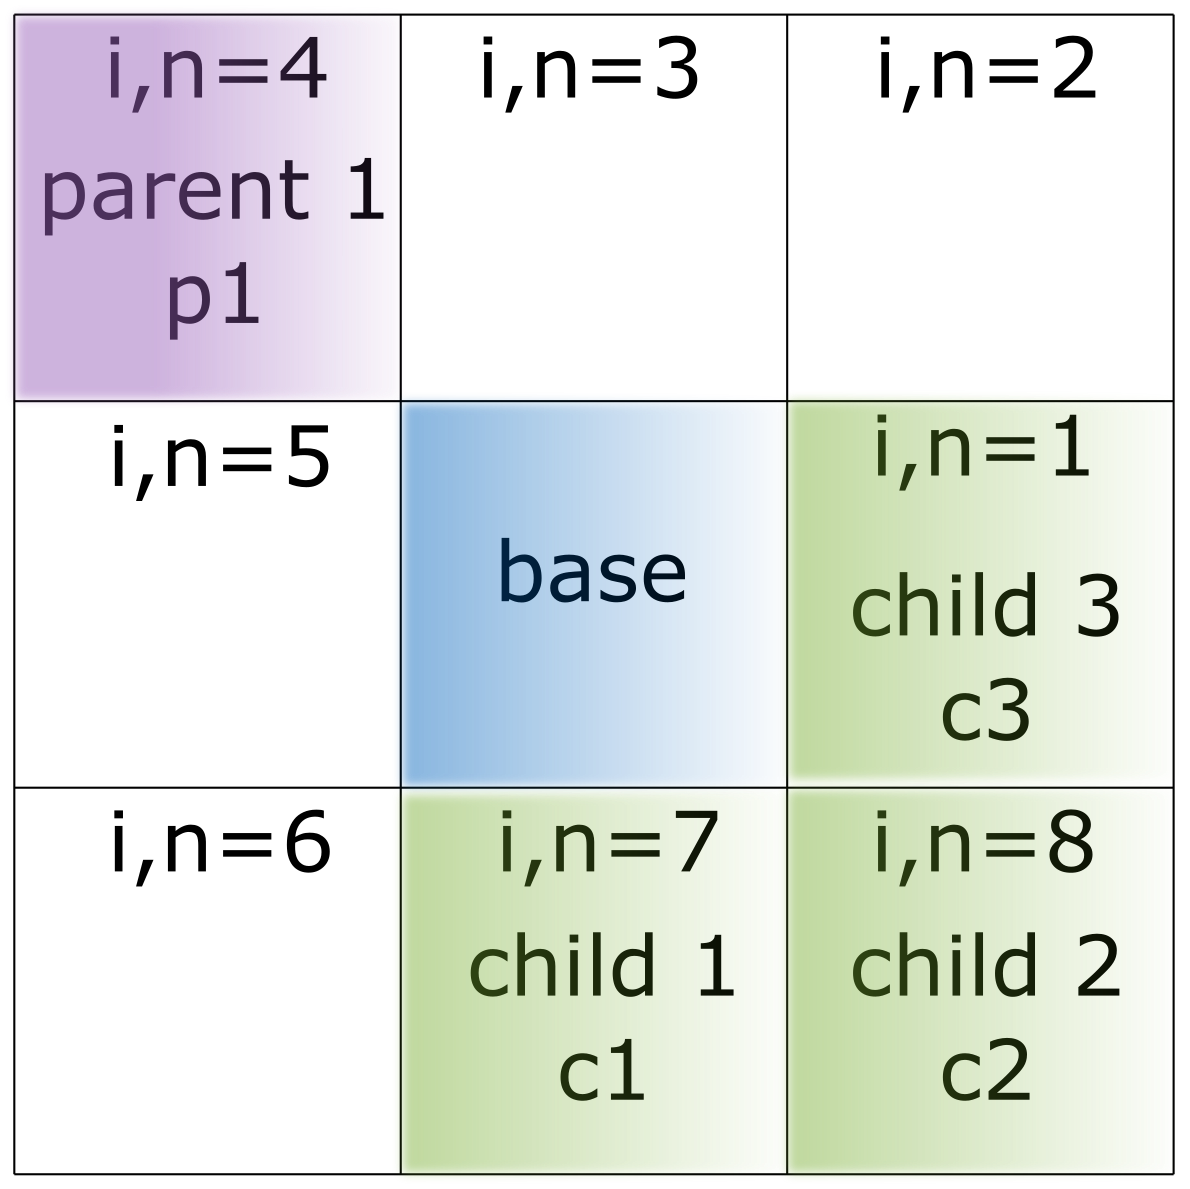 i,n=4
parent 1
p1
i,n=3
i,n=2
i,n=5
base
i,n=1
child 3
c3
i,n=6
i,n=7
child 1
c1
i,n=8
child 2
c2